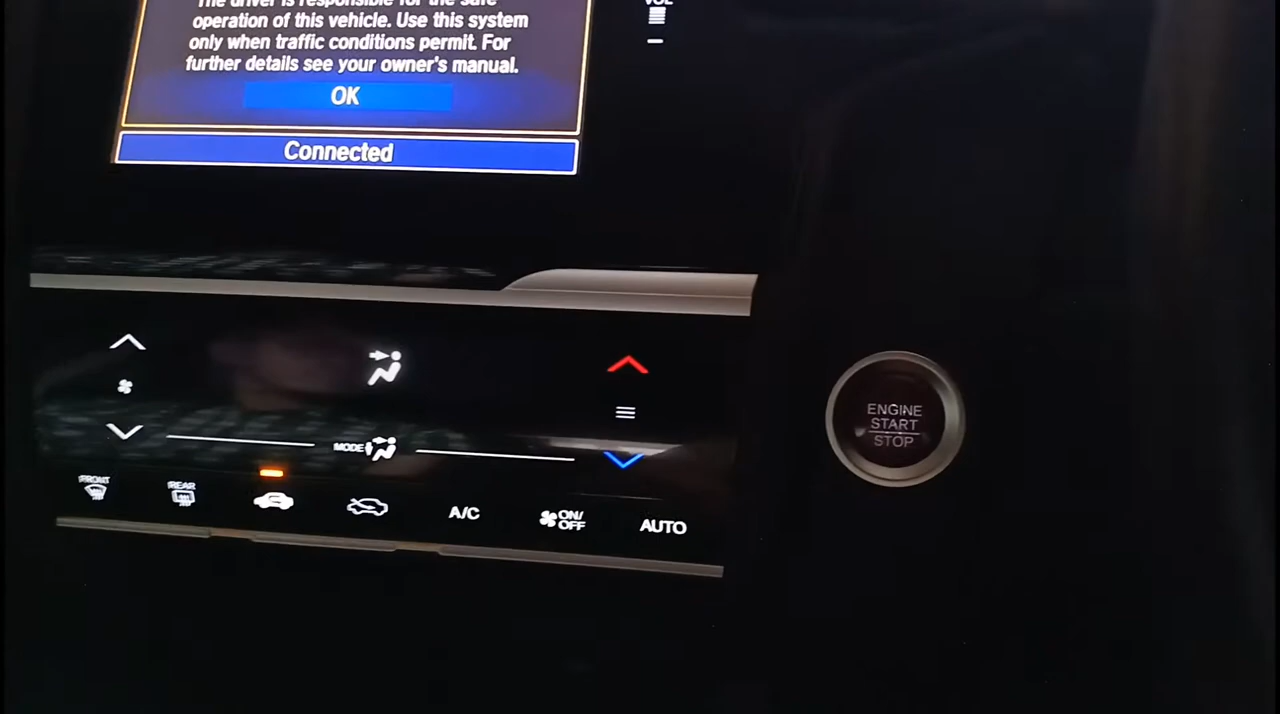 The driver is responsible for the safe
operation of this vehicle. Use this system
only when traffic conditions permit. For
further details see your owner's manual.
OK
Connected
VOL
MODE
FRONT
REAR
A/C
ON/
OFF
AUTO
ENGINE
START
STOP